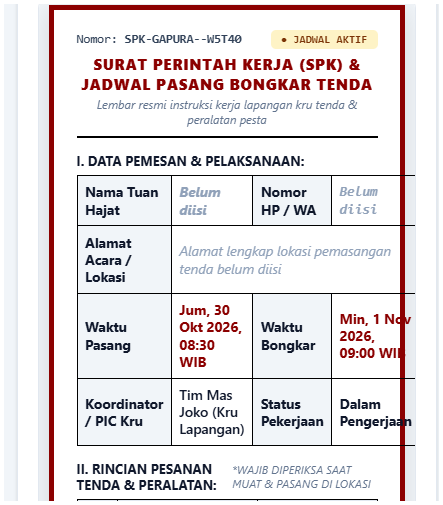 Nomor: SPK-GAPURA--W5T40
● JADWAL AKTIF
SURAT PERINTAH KERJA (SPK) &
JADWAL PASANG BONGKAR TENDA
Lembar resmi instruksi kerja lapangan kru tenda &
peralatan pesta
I. DATA PEMESAN & PELAKSANAAN:
Nama Tuan
Hajat
Belum
diisi
Nomor
HP / WA
Belum
diisi
Alamat
Acara /
Lokasi
Alamat lengkap lokasi pemasangan
tenda belum diisi
Waktu
Pasang
Jum, 30
Okt 2026,
08:30
WIB
Waktu
Bongkar
Min, 1 Nov
2026,
09:00 WIB
Koordinator
/ PIC Kru
Tim Mas
Joko (Kru
Lapangan)
Status
Pekerjaan
Dalam
Pengerjaan
II. RINCIAN PESANAN
TENDA & PERALATAN:
*WAJIB DIPERIKSA SAAT
MUAT & PASANG DI LOKASI